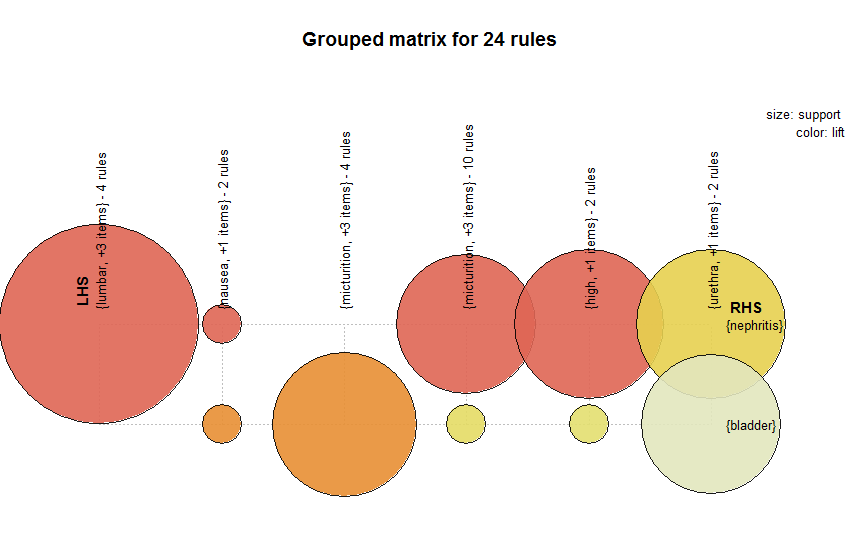 Grouped matrix for 24 rules
size: support
color: lift
{lumbar, +3 items} - 4 rules
{nausea, +1 items} - 2 rules
{micturition, +3 items} - 4 rules
{micturition, +3 items} - 10 rules
{high, +1 items} - 2 rules
{urethra, +1 items} - 2 rules
LHS
RHS
{nephritis}
{bladder}